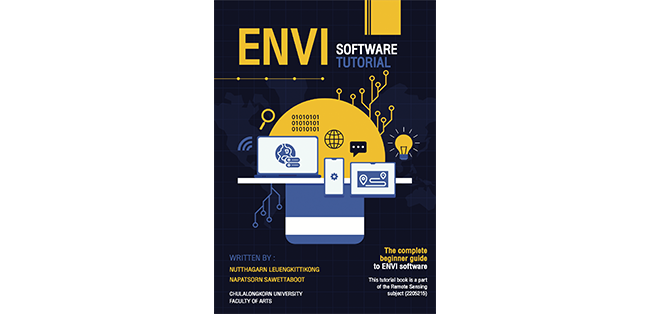 ENVI SOFTWARE
TUTORIAL
01010101
01010101
01010101
WRITTEN BY :
NUTTHAGARN LEUENGKITTIKONG
NAPATSORN SAWETTABOOT
CHULALONGKORN UNIVERSITY
FACULTY OF ARTS
The complete
beginner guide
to ENVI software
This tutorial book is a part
of the Remote Sensing
subject (2205215)